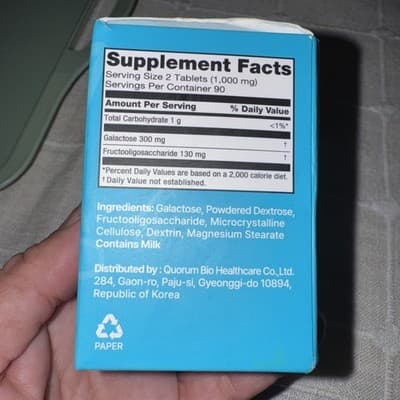 Supplement Facts
Serving Size 2 Tablets (1,000 mg)
Servings Per Container 90
Amount Per Serving % Daily Value
Total Carbohydrate 1 g <1%*
Galactose 300 mg †
Fructooligosaccharide 130 mg †
*Percent Daily Values are based on a 2,000 calorie diet.
†Daily Value not established.
Ingredients: Galactose, Powdered Dextrose,
Fructooligosaccharide, Microcrystalline
Cellulose, Dextrin, Magnesium Stearate
Contains Milk
Distributed by : Quorum Bio Healthcare Co.,Ltd.
284, Gaon-ro, Paju-si, Gyeonggi-do 10894,
Republic of Korea
PAPER